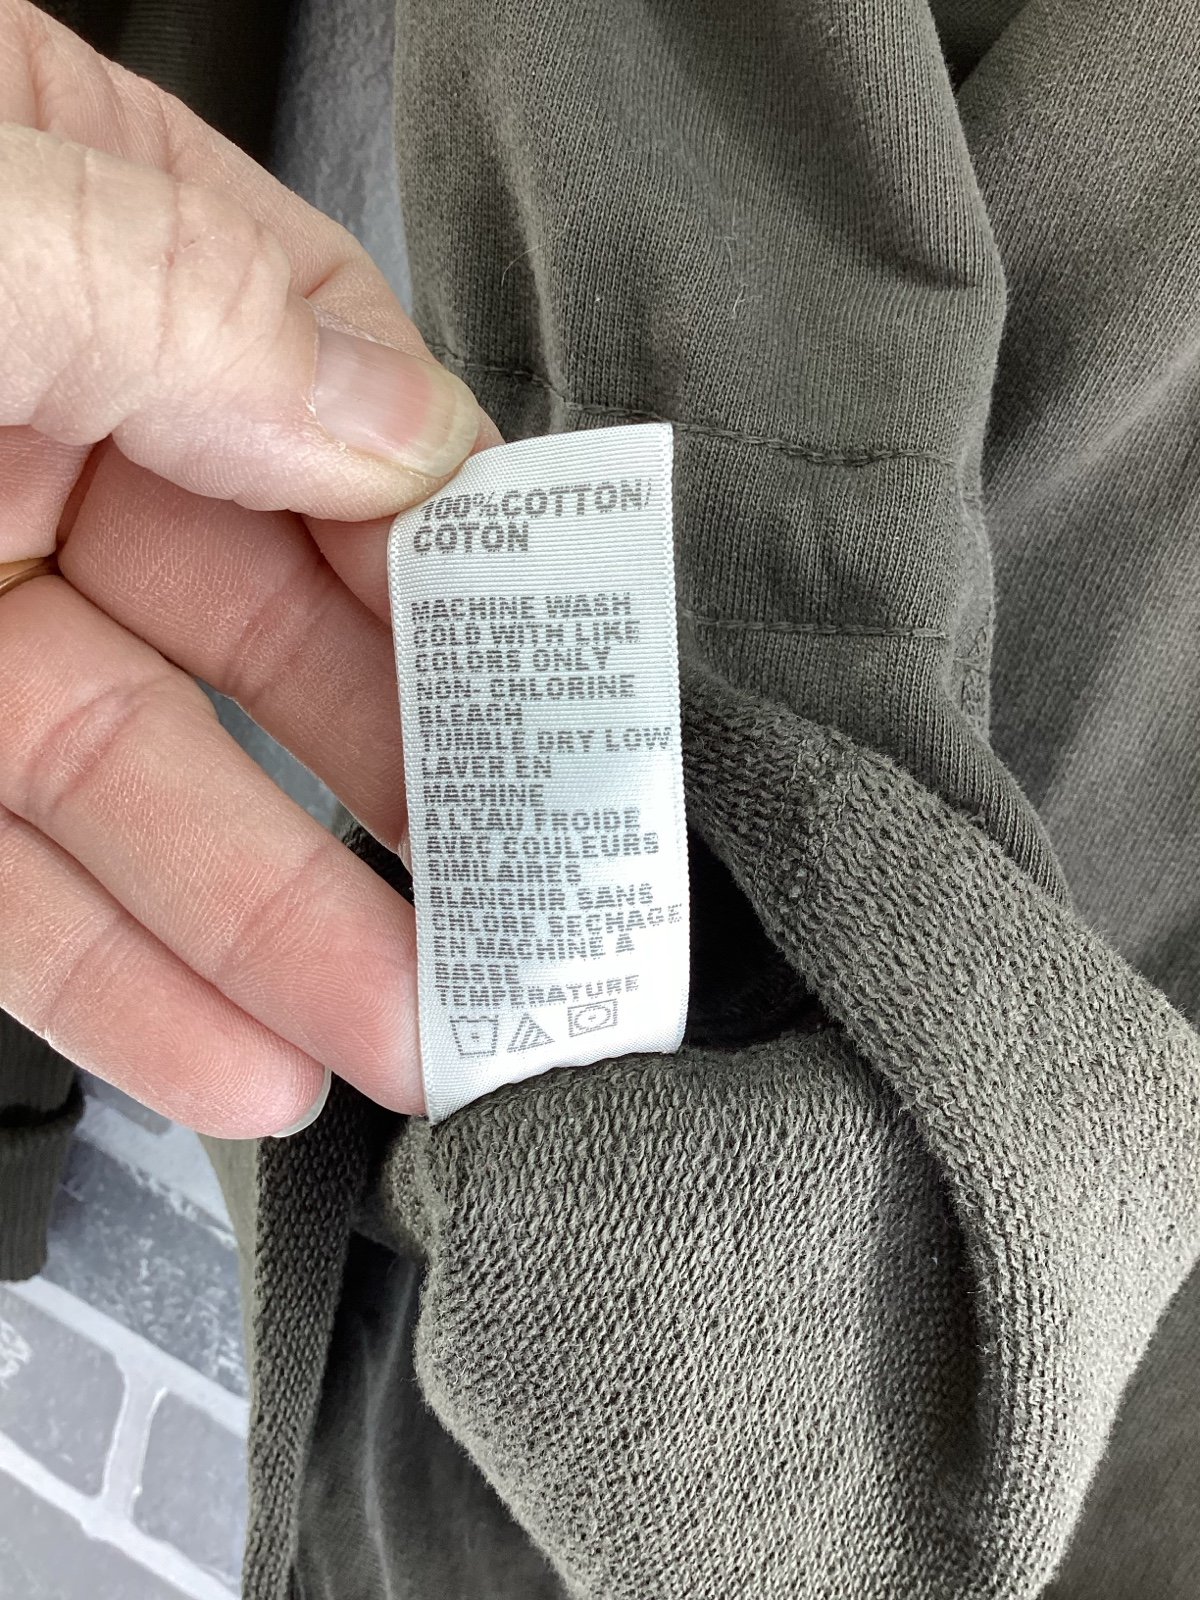 100% COTTON/
COTON
MACHINE WASH
COLD WITH LIKE
COLORS ONLY
NON-CHLORINE
BLEACH
TUMBLE DRY LOW
LAVER EN
MACHINE
A L'EAU FROIDE
AVEC COULEURS
SIMILAIRES
BLANCHIR SANS
CHLORE SECHAGE
EN MACHINE A
BASSE
TEMPERATURE